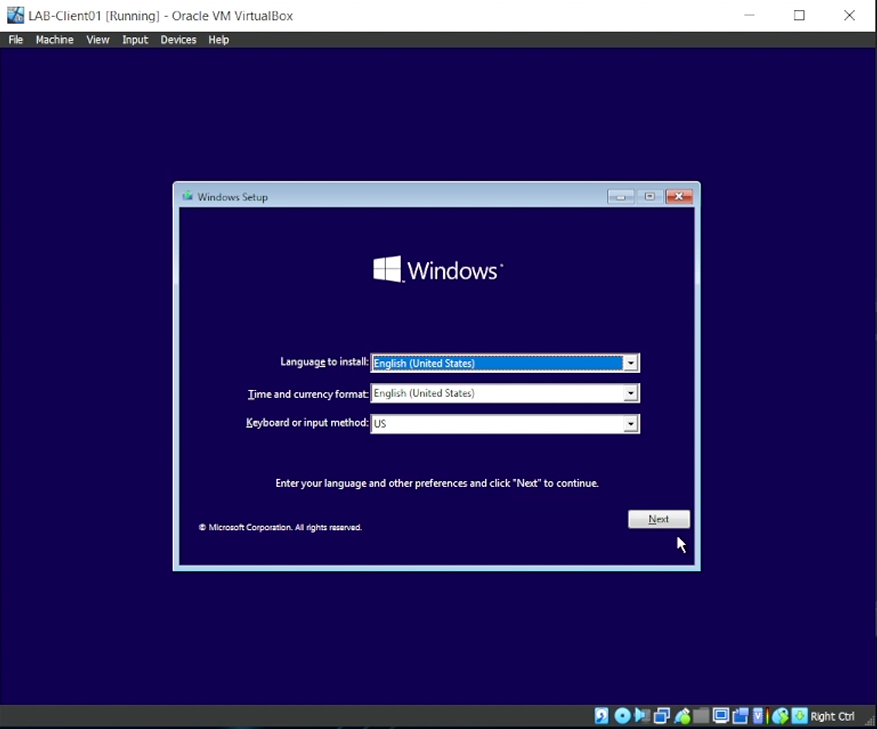 LAB-Client01 [Running] - Oracle VM VirtualBox
File Machine View Input Devices Help
Windows Setup
Windows
Language to install: English (United States)
Time and currency format: English (United States)
Keyboard or input method: US
Enter your language and other preferences and click "Next" to continue.
Next
© Microsoft Corporation. All rights reserved.
Right Ctrl